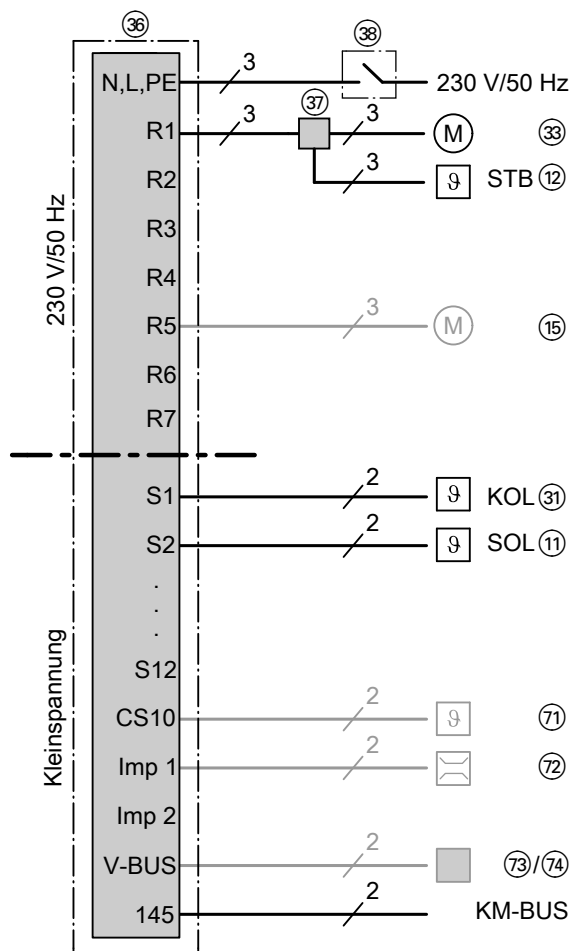 36
38
N,L,PE 3 230 V/50 Hz
37
R1 3 3 M 33
R2 3 ϑ STB 12
R3
R4
R5 3 M 15
R6
R7
230 V/50 Hz
S1 2 ϑ KOL 31
S2 2 ϑ SOL 11
.
.
.
S12
CS10 2 ϑ 71
Imp 1 2 72
Imp 2
V-BUS 2 73/74
145 2 KM-BUS
Kleinspannung